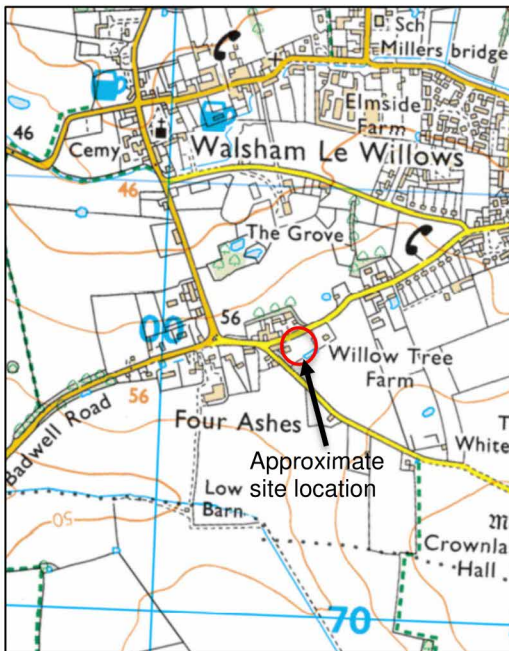 Sch
Millers bridge
46
Cemy
Elmside
Farm
Walsham Le Willows
46
The Grove
00
56
56
Willow Tree
Farm
Badwell Road
Four Ashes
T
White
Approximate
site location
Low
Barn
50
M
Crownla
Hall
70